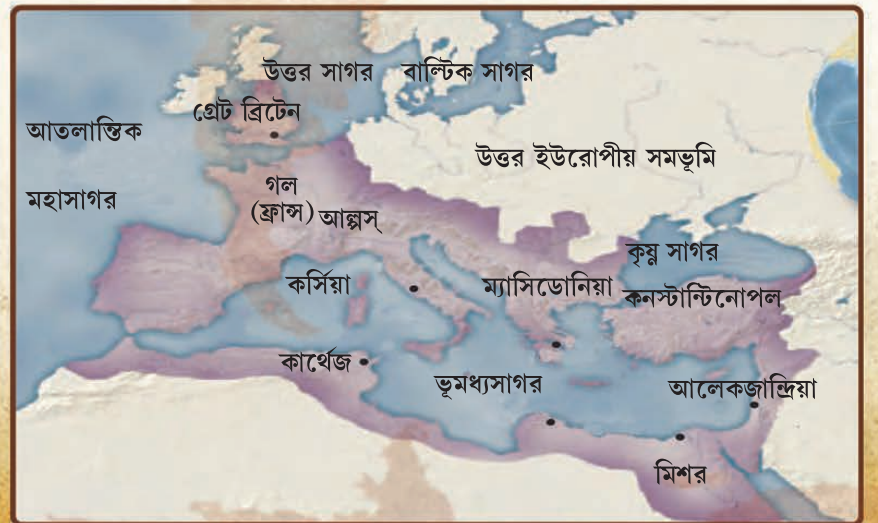 উত্তর সাগর
বাল্টিক সাগর
গ্রেট ব্রিটেন
আতলান্তিক
মহাসাগর
উত্তর ইউরোপীয় সমভূমি
গল
(ফ্রান্স)
আল্পস্
কৃষ্ণ সাগর
কর্সিয়া
ম্যাসিডোনিয়া
কনস্টান্টিনোপল
কার্থেজ
ভূমধ্যসাগর
আলেকজান্দ্রিয়া
মিশর